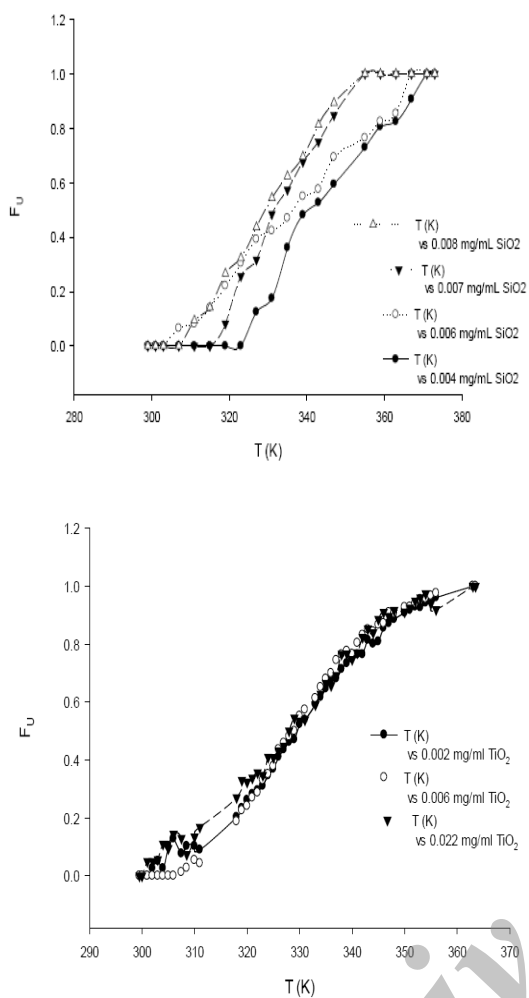 1.2
1.0
0.8
0.6
0.4
0.2
0.0
F_U
T (K)
vs 0.008 mg/mL SiO2
T (K)
vs 0.007 mg/mL SiO2
T (K)
vs 0.006 mg/mL SiO2
T (K)
vs 0.004 mg/mL SiO2
280 300 320 340 360 380
T (K)
1.2
1.0
0.8
0.6
0.4
0.2
0.0
F_U
T (K)
vs 0.002 mg/ml TiO₂
T (K)
vs 0.006 mg/ml TiO₂
T (K)
vs 0.022 mg/ml TiO₂
290 300 310 320 330 340 350 360 370
T (K)